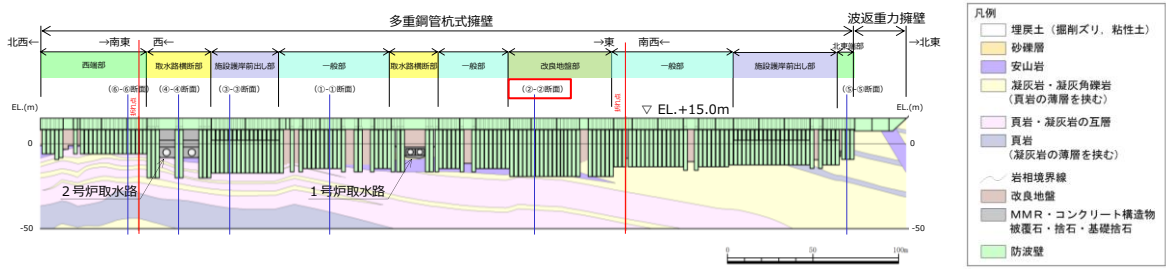 多重鋼管杭式擁壁
波返重力擁壁
北西←
→南東
西←
→東
南西←
→北東
西端部
取水路横断部
施設護岸前出し部
一般部
取水路横断部
一般部
改良地盤部
一般部
施設護岸前出し部
北東端部
(⑥-⑥断面)
(④-④断面)
(③-③断面)
(①-①断面)
(②-②断面)
(⑤-⑤断面)
EL.(m)
▽ EL.+15.0m
EL.(m)
0
0
2号炉取水路
1号炉取水路
-50
-50
0
50
100m
凡例
埋戻土(掘削ズリ,粘性土)
砂礫層
安山岩
凝灰岩・凝灰角礫岩
(頁岩の薄層を挟む)
頁岩・凝灰岩の互層
頁岩
(凝灰岩の薄層を挟む)
岩相境界線
改良地盤
MMR・コンクリート構造物
被覆石・捨石・基礎捨石
防波壁